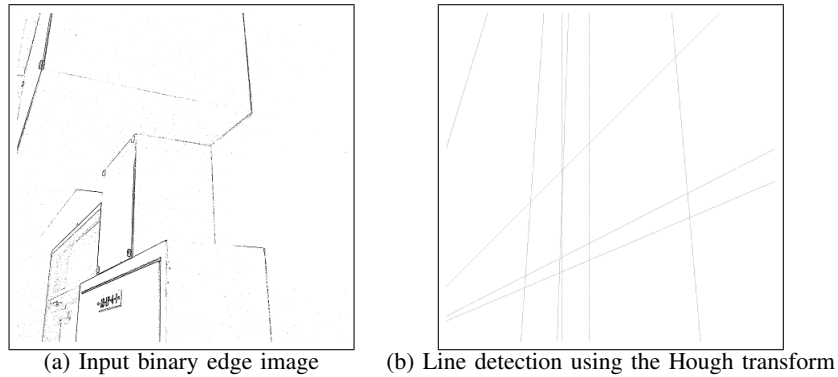 (a) Input binary edge image
(b) Line detection using the Hough transform